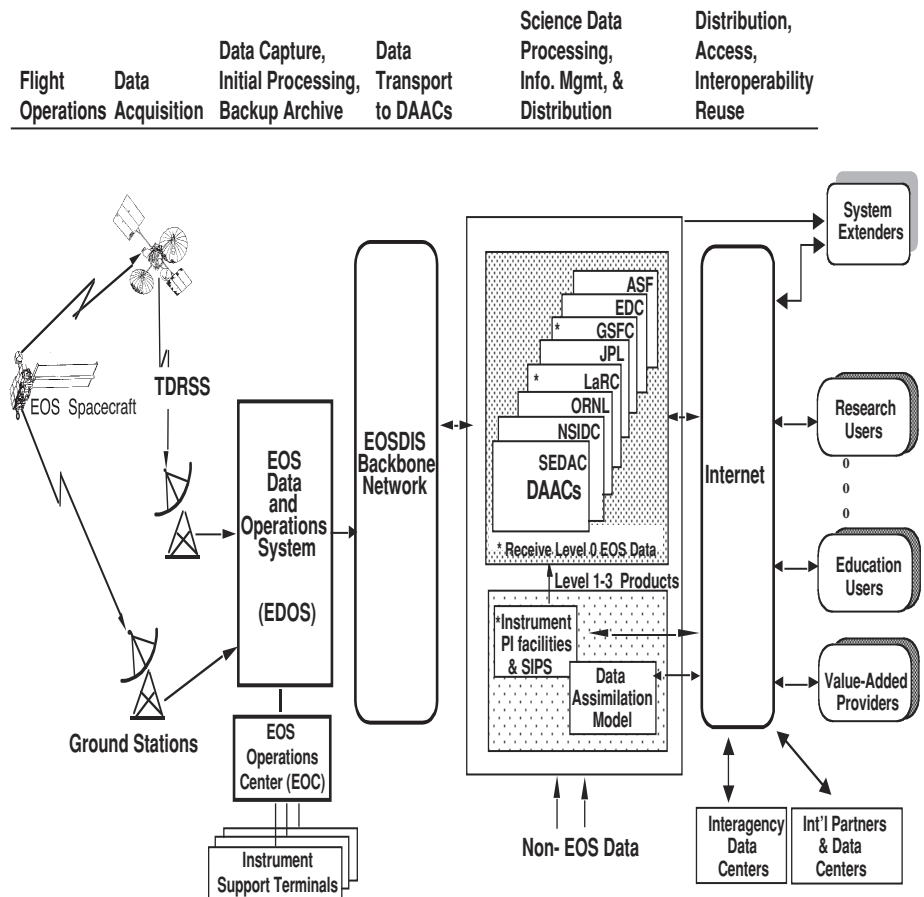 Flight
Operations
Data
Acquisition
Data Capture,
Initial Processing,
Backup Archive
Data
Transport
to DAACs
Science Data
Processing,
Info. Mgmt, &
Distribution
Distribution,
Access,
Interoperability
Reuse
EOS Spacecraft
TDRSS
Ground Stations
EOS
Data
and
Operations
System
(EDOS)
EOS
Operations
Center (EOC)
Instrument
Support Terminals
EOSDIS
Backbone
Network
ASF
EDC
* GSFC
JPL
* LaRC
ORNL
NSIDC
SEDAC
DAACs
* Receive Level 0 EOS Data
Level 1-3 Products
*Instrument
PI facilities
& SIPS
Data
Assimilation
Model
Non- EOS Data
Internet
System
Extenders
Research
Users
0
0
0
Education
Users
Value-Added
Providers
Interagency
Data
Centers
Int'l Partners
& Data
Centers